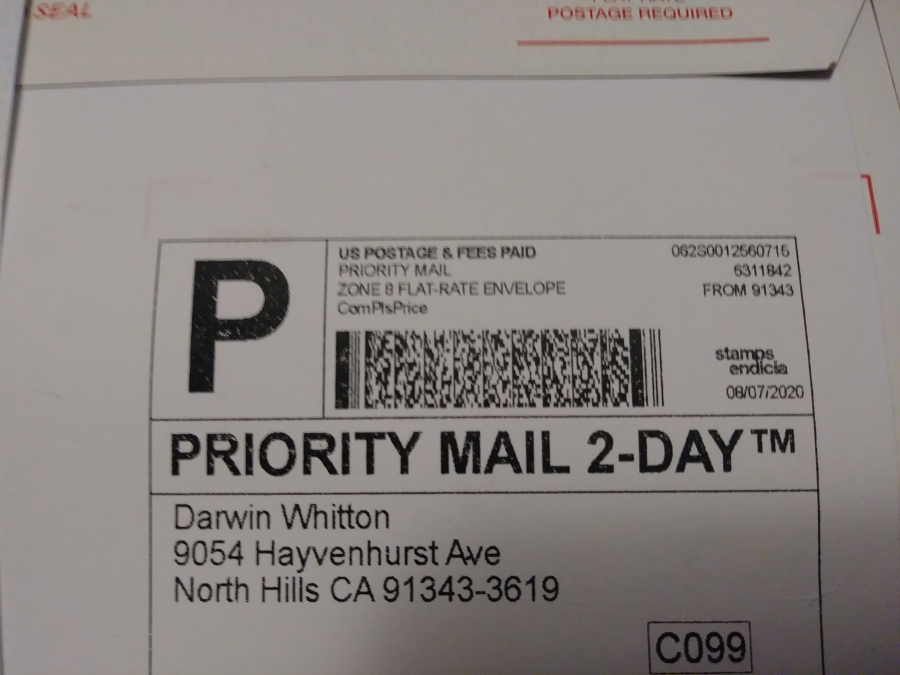 SEAL
POSTAGE REQUIRED
P
US POSTAGE & FEES PAID
PRIORITY MAIL
ZONE 8 FLAT-RATE ENVELOPE
ComPlsPrice
062S0012560715
6311842
FROM 91343
stamps
endicia
08/07/2020
PRIORITY MAIL 2-DAY™
Darwin Whitton
9054 Hayvenhurst Ave
North Hills CA 91343-3619
C099